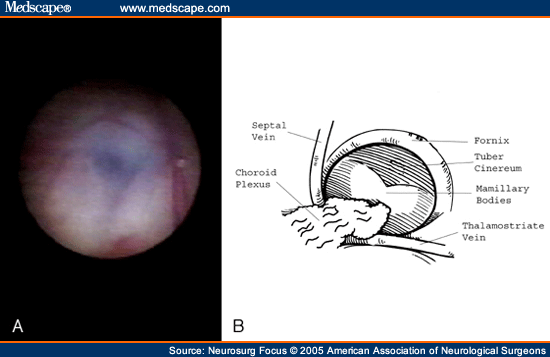 Medscape® www.medscape.com
Septal
Vein
Fornix
Tuber
Cinereum
Choroid
Plexus
Mamillary
Bodies
Thalamostriate
Vein
A
B
Source: Neurosurg Focus © 2005 American Association of Neurological Surgeons